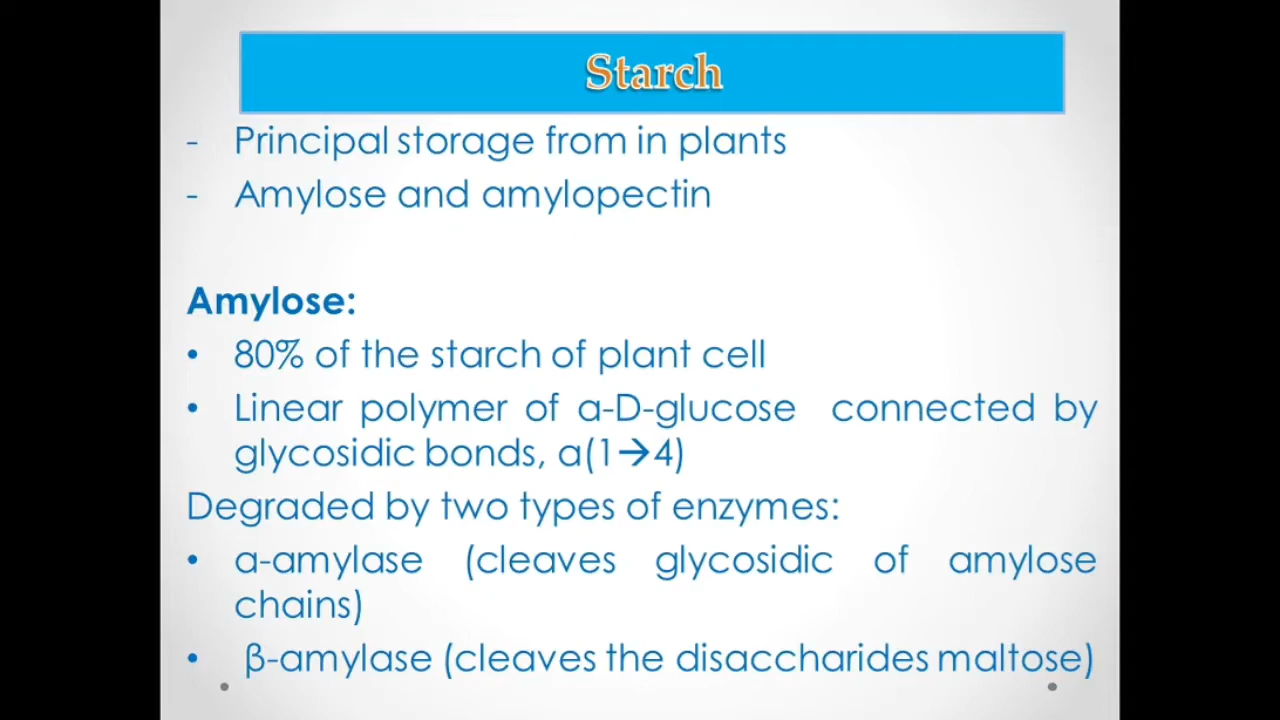 Starch
- Principal storage from in plants
- Amylose and amylopectin
Amylose:
• 80% of the starch of plant cell
• Linear polymer of α-D-glucose connected by
glycosidic bonds, α(1→4)
Degraded by two types of enzymes:
• α-amylase (cleaves glycosidic of amylose
chains)
• β-amylase (cleaves the disaccharides maltose)